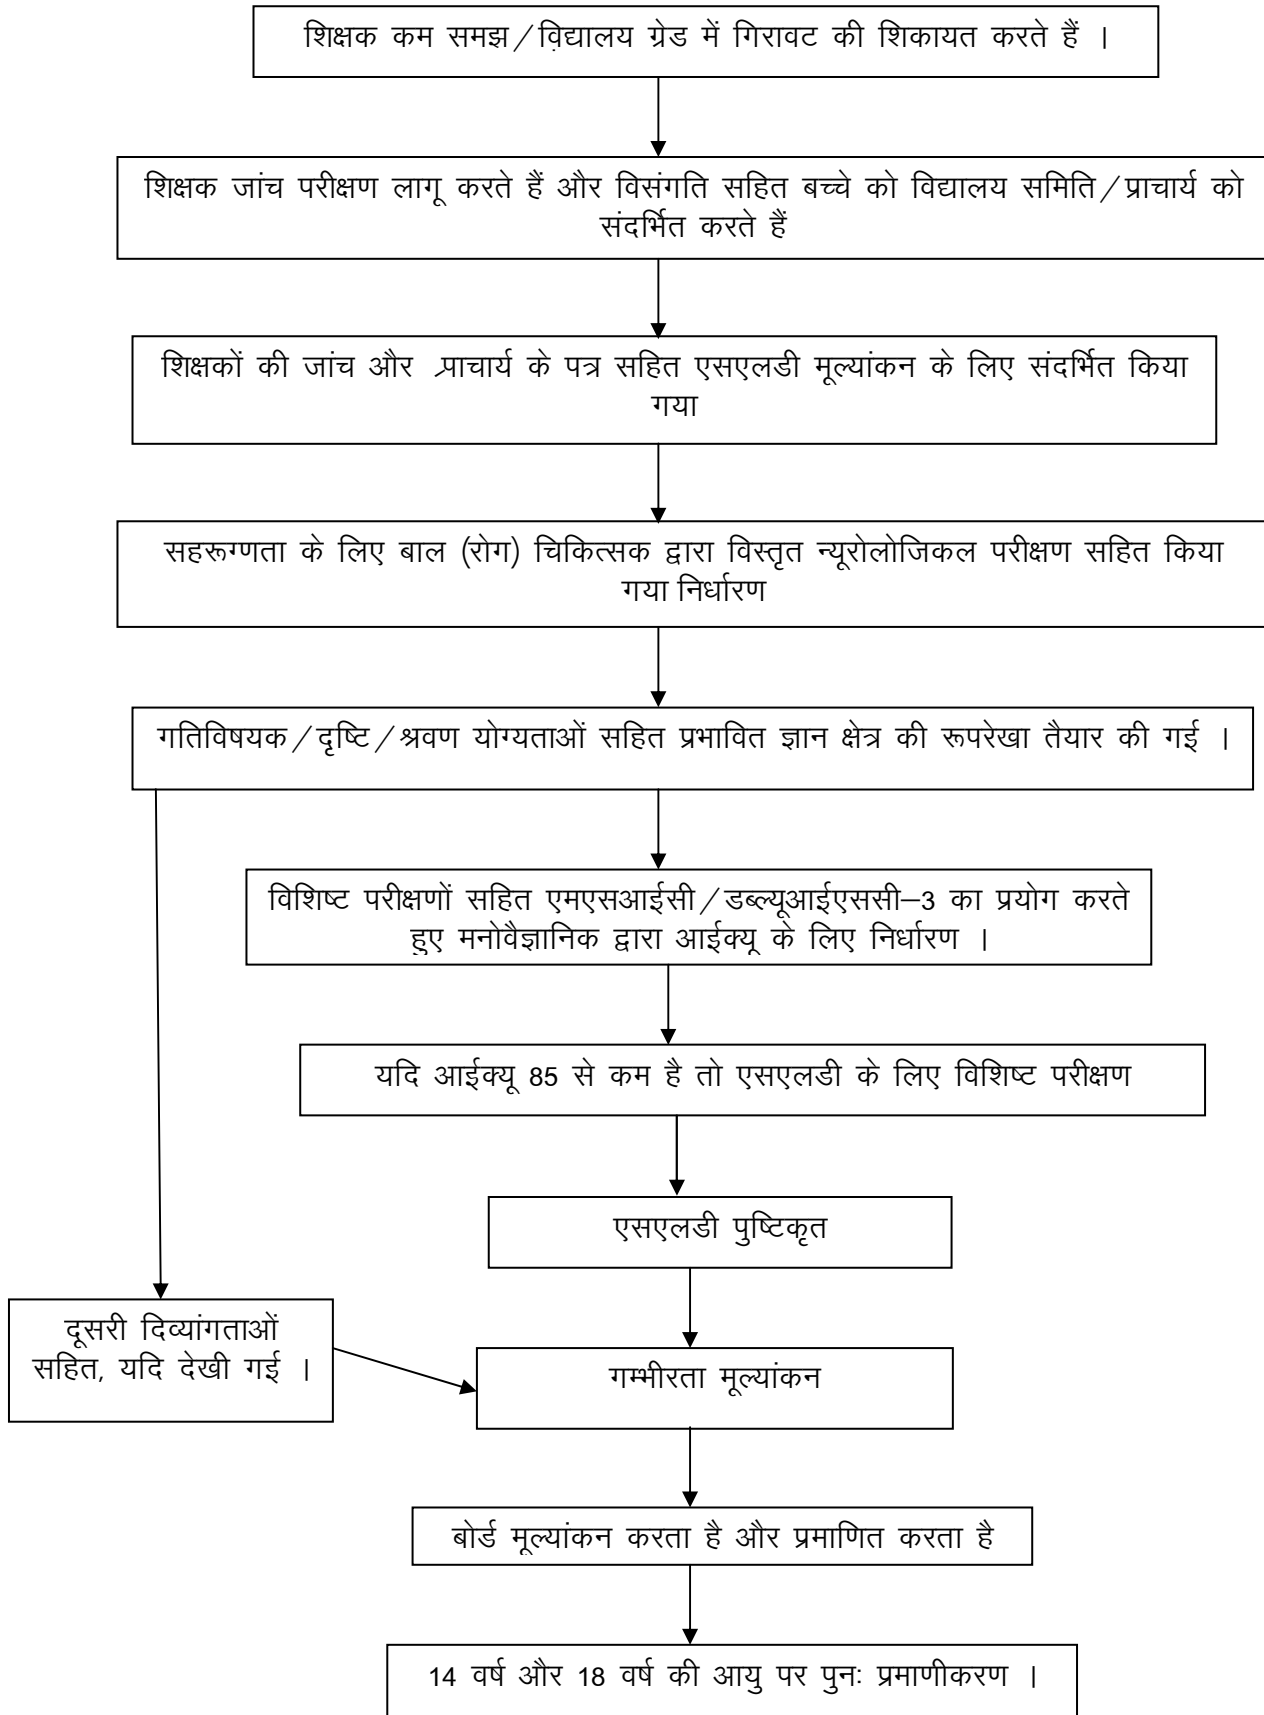 शिक्षक कम समझ/विद्यालय ग्रेड में गिरावट की शिकायत करते हैं ।
शिक्षक जांच परीक्षण लागू करते हैं और विसंगति सहित बच्चे को विद्यालय समिति/प्राचार्य को
संदर्भित करते हैं
शिक्षकों की जांच और प्राचार्य के पत्र सहित एसएलडी मूल्यांकन के लिए संदर्भित किया
गया
सहरूग्णता के लिए बाल (रोग) चिकित्सक द्वारा विस्तृत न्यूरोलोजिकल परीक्षण सहित किया
गया निर्धारण
गतिविषयक/दृष्टि/श्रवण योग्यताओं सहित प्रभावित ज्ञान क्षेत्र की रूपरेखा तैयार की गई ।
विशिष्ट परीक्षणों सहित एमएसआईसी/डब्ल्यूआईएससी–3 का प्रयोग करते
हुए मनोवैज्ञानिक द्वारा आईक्यू के लिए निर्धारण ।
यदि आईक्यू 85 से कम है तो एसएलडी के लिए विशिष्ट परीक्षण
एसएलडी पुष्टिकृत
दूसरी दिव्यांगताओं
सहित, यदि देखी गई ।
गम्भीरता मूल्यांकन
बोर्ड मूल्यांकन करता है और प्रमाणित करता है
14 वर्ष और 18 वर्ष की आयु पर पुनः प्रमाणीकरण ।